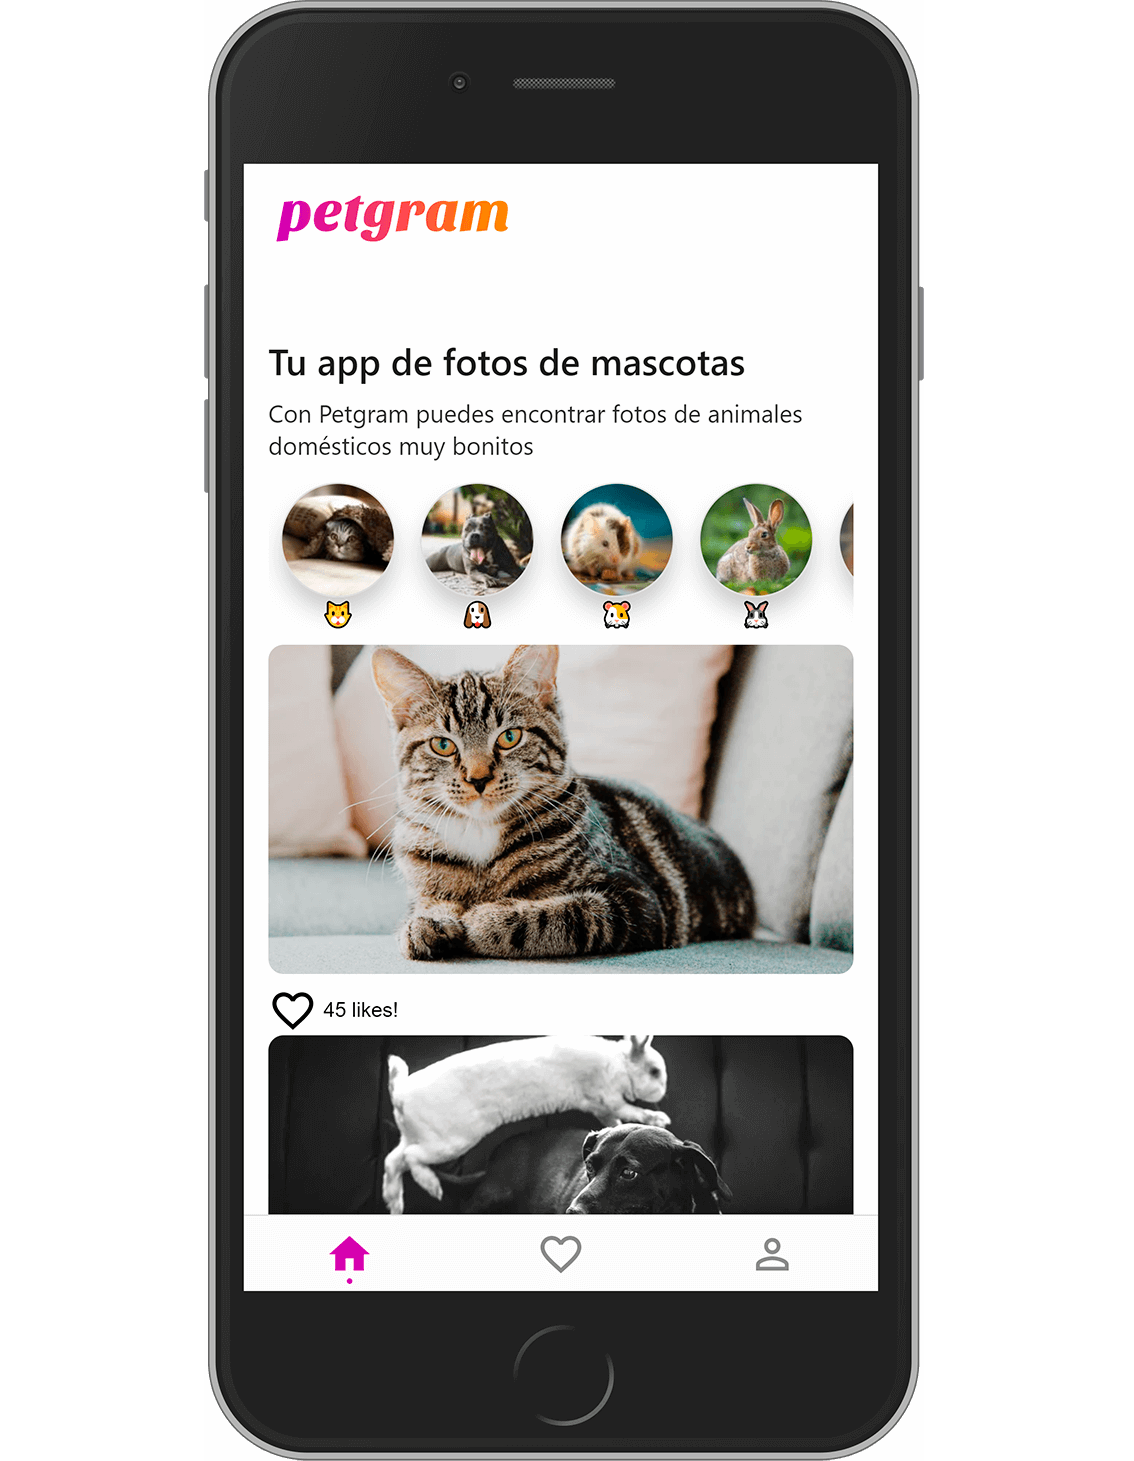 petgram
Tu app de fotos de mascotas
Con Petgram puedes encontrar fotos de animales
domésticos muy bonitos
45 likes!